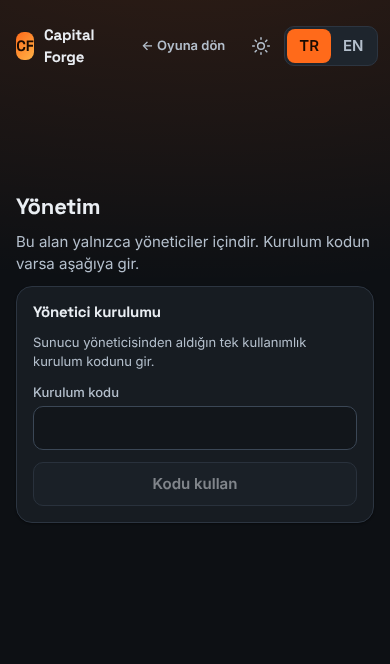 CF
Capital
Forge
← Oyuna dön
TR
EN
Yönetim
Bu alan yalnızca yöneticiler içindir. Kurulum kodun
varsa aşağıya gir.
Yönetici kurulumu
Sunucu yöneticisinden aldığın tek kullanımlık
kurulum kodunu gir.
Kurulum kodu
Kodu kullan